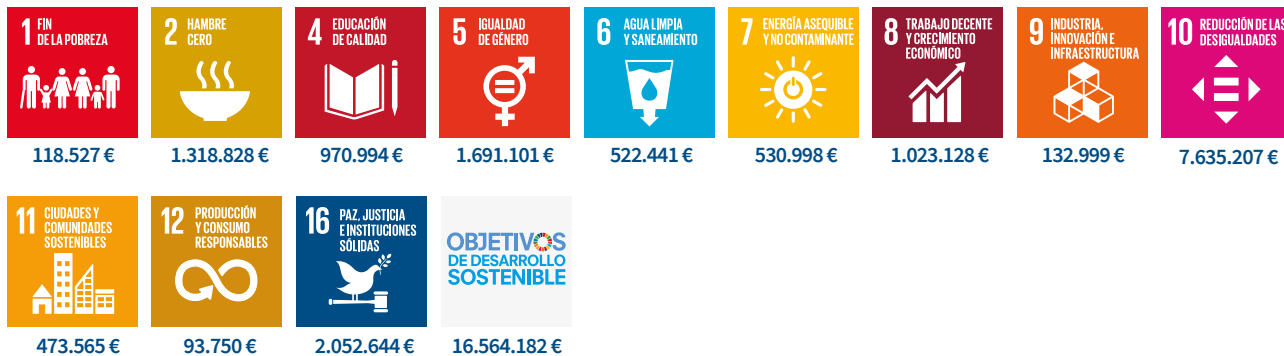 1 FIN
DE LA POBREZA
118.527 €
2 HAMBRE
CERO
1.318.828 €
4 EDUCACIÓN
DE CALIDAD
970.994 €
5 IGUALDAD
DE GÉNERO
1.691.101 €
6 AGUA LIMPIA
Y SANEAMIENTO
522.441 €
7 ENERGÍA ASEQUIBLE
Y NO CONTAMINANTE
530.998 €
8 TRABAJO DECENTE
Y CRECIMIENTO
ECONÓMICO
1.023.128 €
9 INDUSTRIA,
INNOVACIÓN E
INFRAESTRUCTURA
132.999 €
10 REDUCCIÓN DE LAS
DESIGUALDADES
7.635.207 €
11 CIUDADES Y
COMUNIDADES
SOSTENIBLES
473.565 €
12 PRODUCCIÓN
Y CONSUMO
RESPONSABLES
93.750 €
16 PAZ, JUSTICIA
E INSTITUCIONES
SÓLIDAS
2.052.644 €
OBJETIVOS
DE DESARROLLO
SOSTENIBLE
16.564.182 €